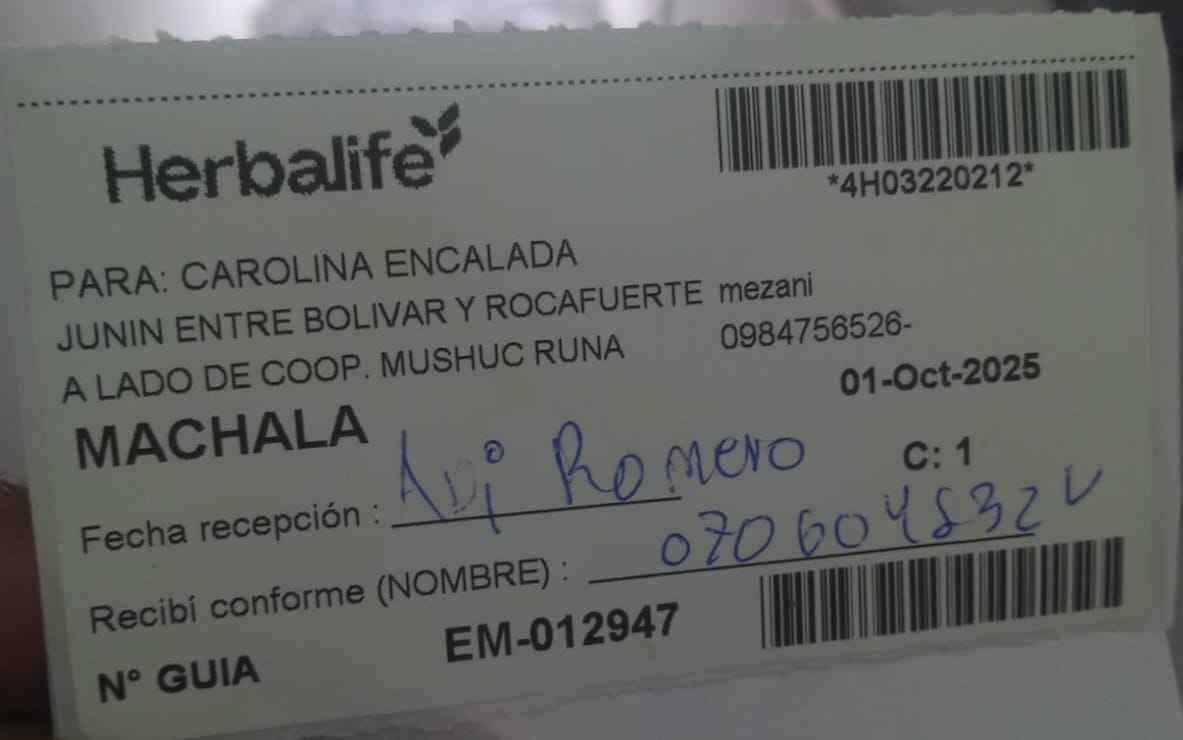 Herbalife
*4H03220212*
PARA: CAROLINA ENCALADA
JUNIN ENTRE BOLIVAR Y ROCAFUERTE mezani
A LADO DE COOP. MUSHUC RUNA 0984756526-
01-Oct-2025
MACHALA
C: 1
Fecha recepción : Romero
Recibí conforme (NOMBRE) : 0706048322
N° GUIA EM-012947